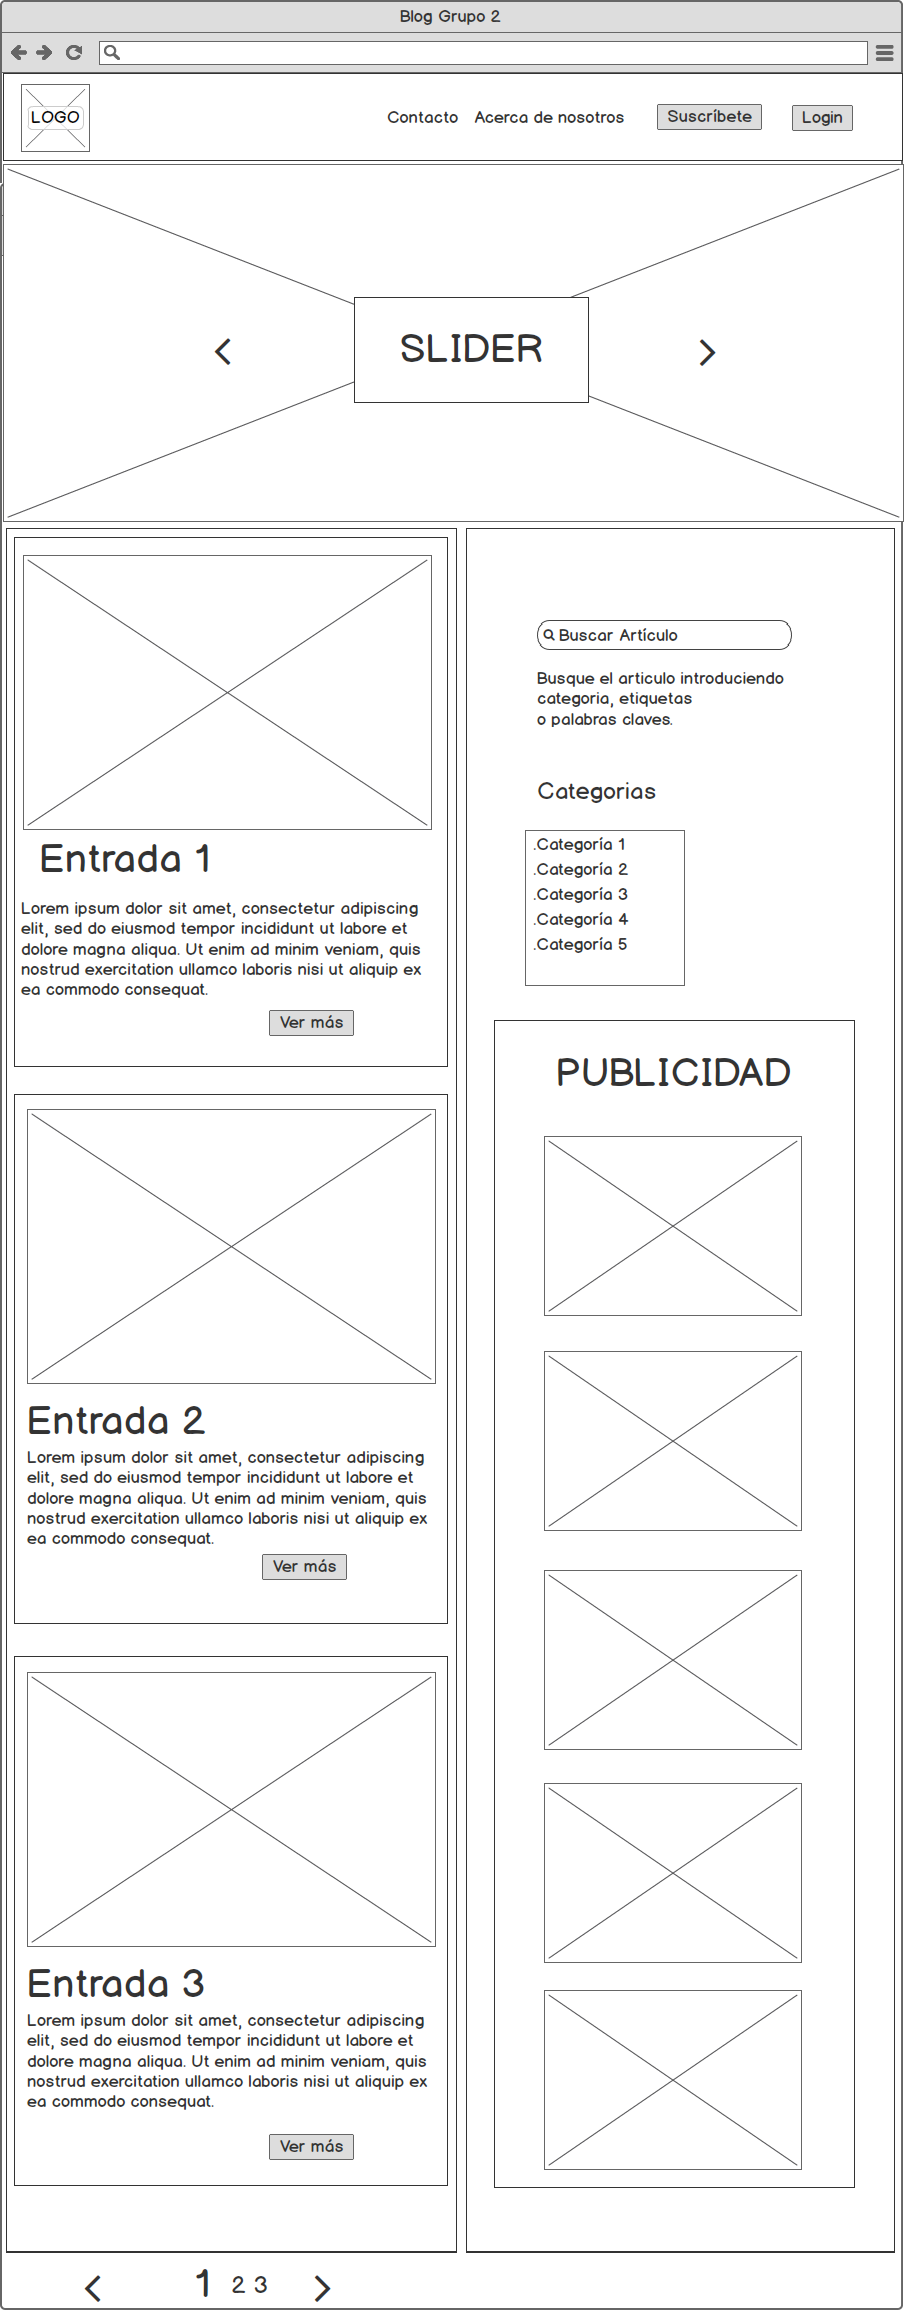 Blog Grupo 2
LOGO
Contacto
Acerca de nosotros
Suscríbete
Login
SLIDER
Entrada 1
Lorem ipsum dolor sit amet, consectetur adipiscing
elit, sed do eiusmod tempor incididunt ut labore et
dolore magna aliqua. Ut enim ad minim veniam, quis
nostrud exercitation ullamco laboris nisi ut aliquip ex
ea commodo consequat.
Ver más
Entrada 2
Lorem ipsum dolor sit amet, consectetur adipiscing
elit, sed do eiusmod tempor incididunt ut labore et
dolore magna aliqua. Ut enim ad minim veniam, quis
nostrud exercitation ullamco laboris nisi ut aliquip ex
ea commodo consequat.
Ver más
Entrada 3
Lorem ipsum dolor sit amet, consectetur adipiscing
elit, sed do eiusmod tempor incididunt ut labore et
dolore magna aliqua. Ut enim ad minim veniam, quis
nostrud exercitation ullamco laboris nisi ut aliquip ex
ea commodo consequat.
Ver más
Buscar Artículo
Busque el articulo introduciendo
categoria, etiquetas
o palabras claves.
Categorias
.Categoría 1
.Categoría 2
.Categoría 3
.Categoría 4
.Categoría 5
PUBLICIDAD
1 2 3